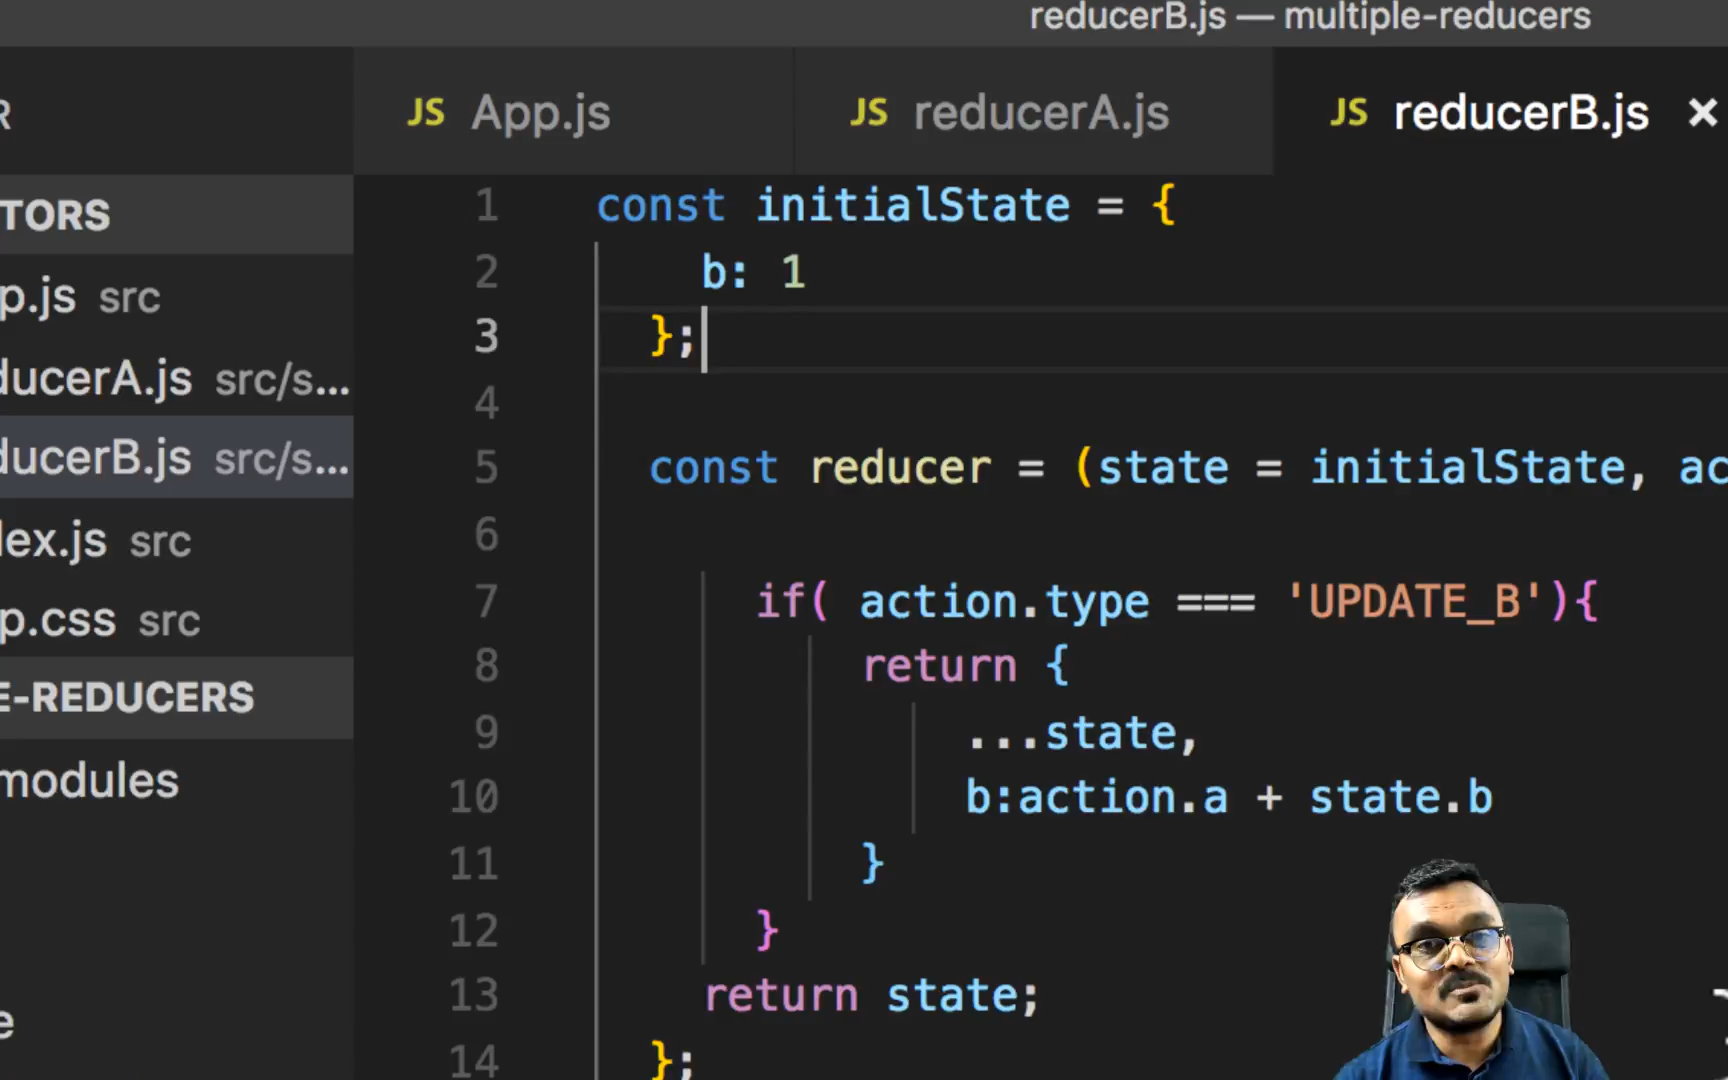 reducerB.js — multiple-reducers
R
JS App.js
JS reducerA.js
JS reducerB.js ×
TORS
p.js src
ducerA.js src/s...
ducerB.js src/s...
lex.js src
p.css src
E-REDUCERS
modules
e
1 const initialState = {
2 b: 1
3 };
4
5 const reducer = (state = initialState, ac
6
7 if( action.type === 'UPDATE_B'){
8 return {
9 ...state,
10 b:action.a + state.b
11 }
12 }
13 return state;
14 };